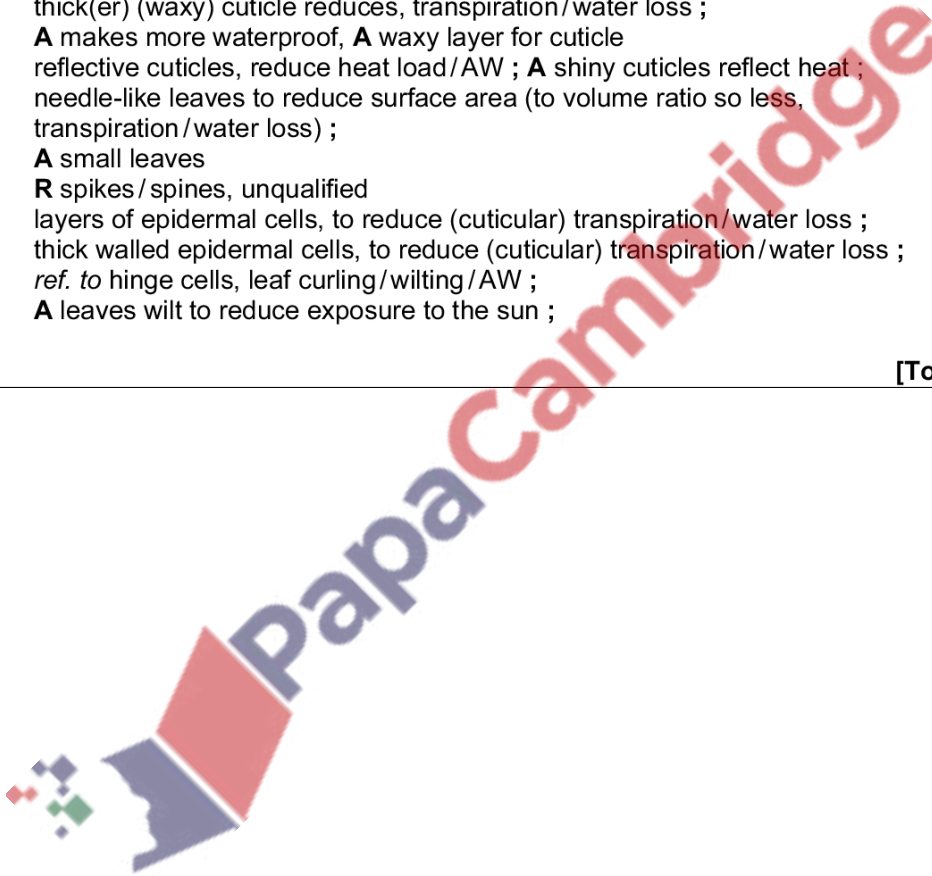 thick(er) (waxy) cuticle reduces, transpiration/water loss ;
A makes more waterproof, A waxy layer for cuticle
reflective cuticles, reduce heat load/AW ; A shiny cuticles reflect heat ;
needle-like leaves to reduce surface area (to volume ratio so less,
transpiration/water loss) ;
A small leaves
R spikes/spines, unqualified
layers of epidermal cells, to reduce (cuticular) transpiration/water loss ;
thick walled epidermal cells, to reduce (cuticular) transpiration/water loss ;
ref. to hinge cells, leaf curling/wilting/AW ;
A leaves wilt to reduce exposure to the sun ;
[To
PapaCambridge